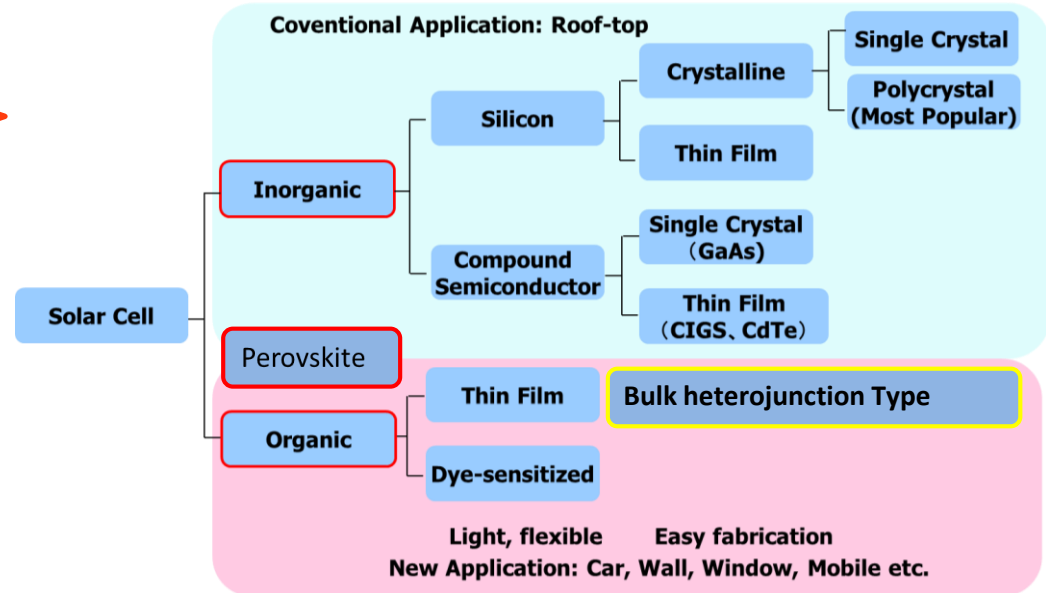 Coventional Application: Roof-top
Single Crystal
Crystalline
Polycrystal
(Most Popular)
Silicon
Thin Film
Inorganic
Single Crystal
（GaAs)
Compound
Semiconductor
Thin Film
（CIGS、CdTe）
Solar Cell
Perovskite
Thin Film
Bulk heterojunction Type
Organic
Dye-sensitized
Light, flexible Easy fabrication
New Application: Car, Wall, Window, Mobile etc.